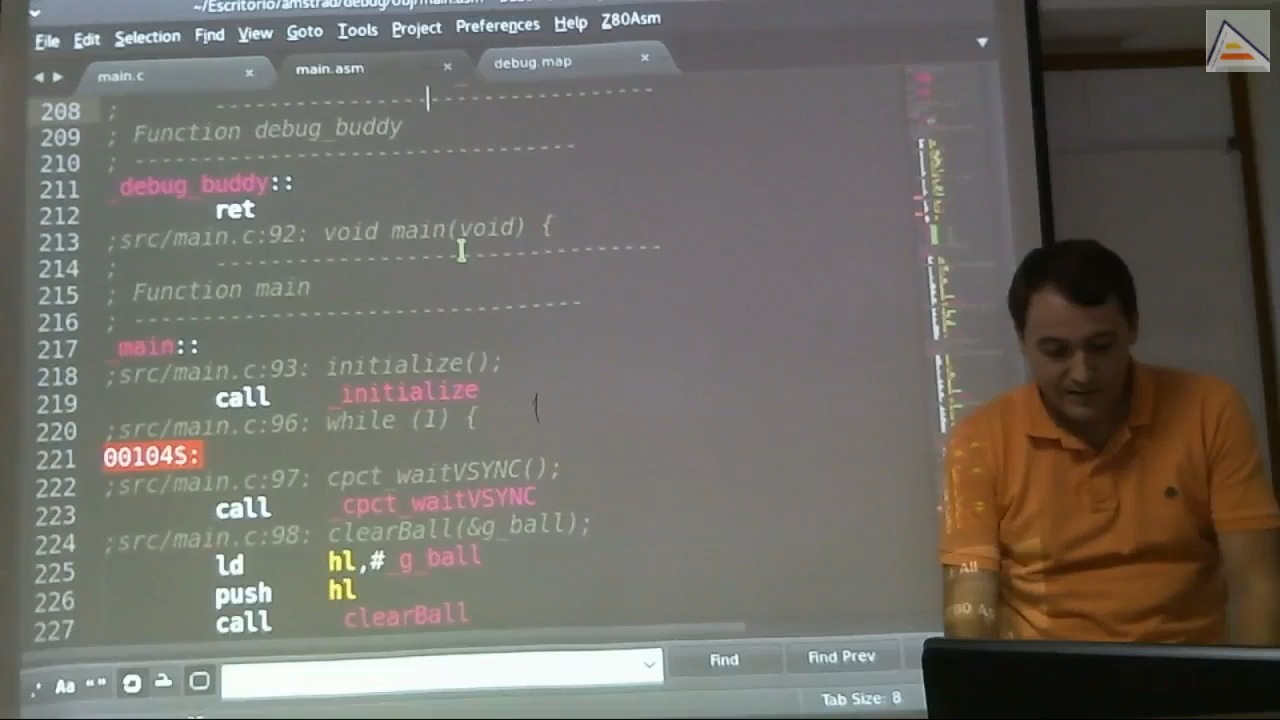 ~/Escritorio/amstrad/debug/obj/main.asm
File Edit Selection Find View Goto Tools Project Preferences Help Z80Asm
main.c × main.asm × debug.map ×
208 ; ---------------------------------
209 ; Function debug_buddy
210 ; ---------------------------------
211 _debug_buddy::
212 ret
213 ;src/main.c:92: void main(void) {
214 ; ---------------------------------
215 ; Function main
216 ; ---------------------------------
217 _main::
218 ;src/main.c:93: initialize();
219 call _initialize
220 ;src/main.c:96: while (1) {
221 00104$:
222 ;src/main.c:97: cpct_waitVSYNC();
223 call _cpct_waitVSYNC
224 ;src/main.c:98: clearBall(&g_ball);
225 ld hl,#_g_ball
226 push hl
227 call _clearBall
.* Aa “” Find Find Prev
Tab Size: 8